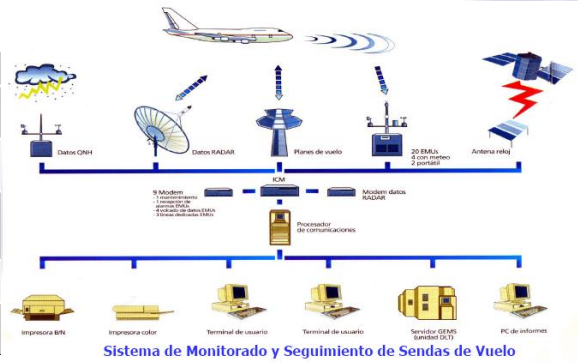 Datos QNH
Datos RADAR
Planes de vuelo
20 EMUs
4 con meteo
2 portátil
Antena reloj
9 Modem
- 1 mantenimiento
- 1 recepción de
alarmas EMUs
- 4 volcado de datos EMUs
- 3 líneas dedicadas EMUs
ICM
Modem datos
RADAR
Procesador
de comunicaciones
Impresora B/N
Impresora color
Terminal de usuario
Terminal de usuario
Servidor GEMS
(unidad DLT)
PC de informes
Sistema de Monitorado y Seguimiento de Sendas de Vuelo